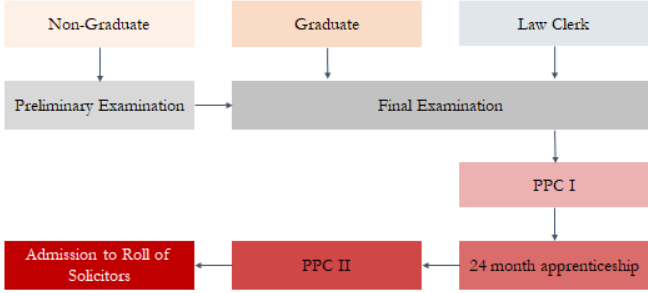 Non-Graduate
Graduate
Law Clerk
Preliminary Examination
Final Examination
PPC I
Admission to Roll of
Solicitors
PPC II
24 month apprenticeship